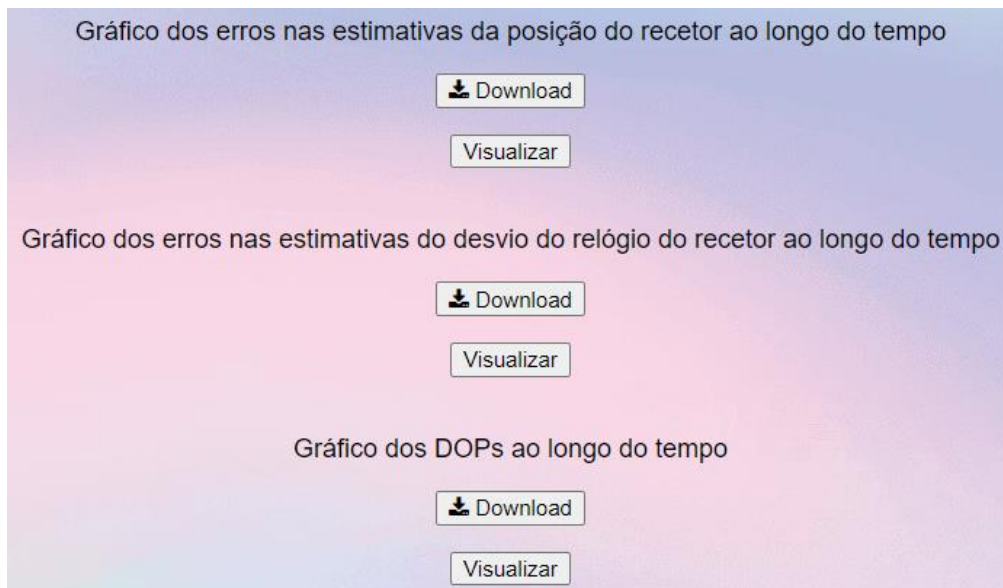 Gráfico dos erros nas estimativas da posição do recetor ao longo do tempo
Download
Visualizar
Gráfico dos erros nas estimativas do desvio do relógio do recetor ao longo do tempo
Download
Visualizar
Gráfico dos DOPs ao longo do tempo
Download
Visualizar